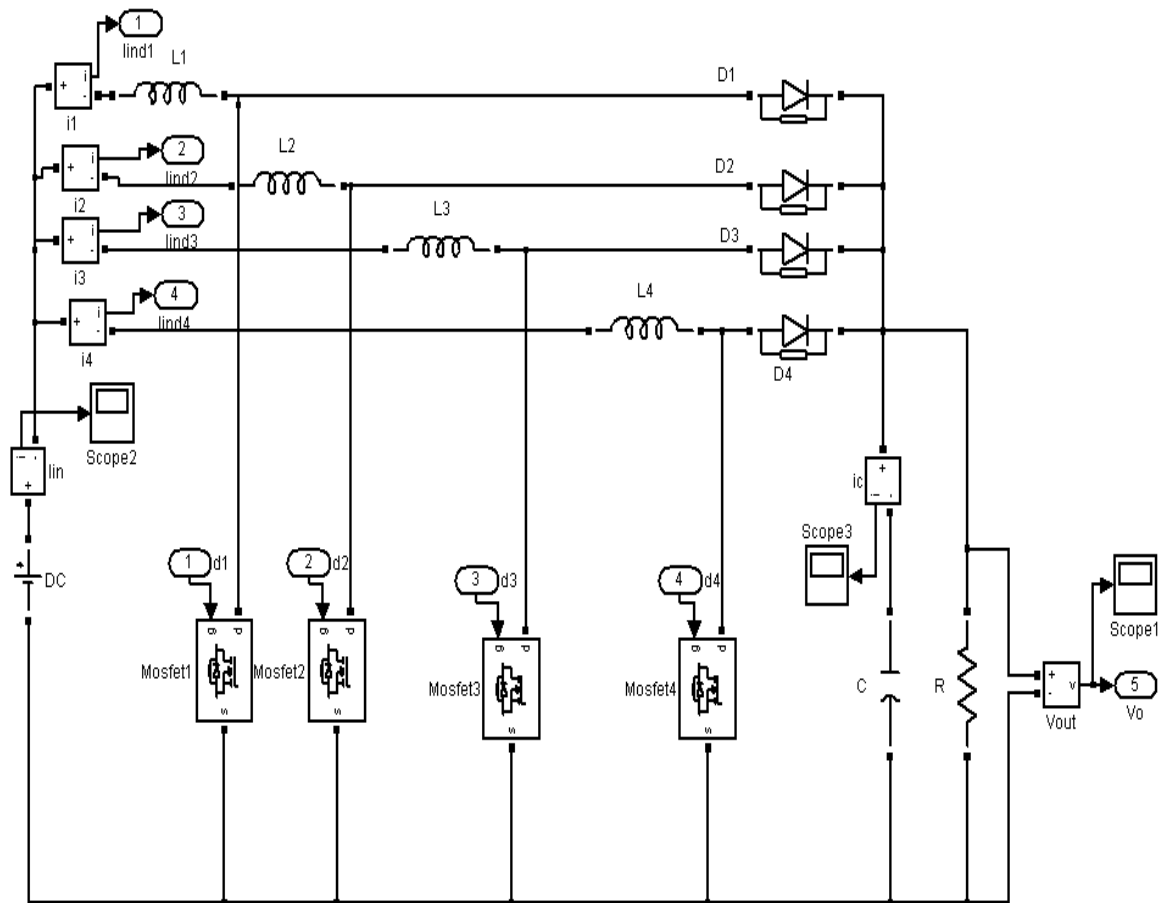 1
Iind1
L1
D1
+
i
-
i1
2
Iind2
L2
D2
+
i
-
i2
3
Iind3
L3
D3
+
i
-
i3
4
Iind4
L4
D4
+
i
-
i4
Scope2
Iin
i -
+
+
DC
ic
+
i -
Scope3
Scope1
1
d1
2
d2
3
d3
4
d4
g
D
S
Mosfet1
g
D
S
Mosfet2
g
D
S
Mosfet3
g
D
S
Mosfet4
C
R
+
-
v
Vout
5
Vo